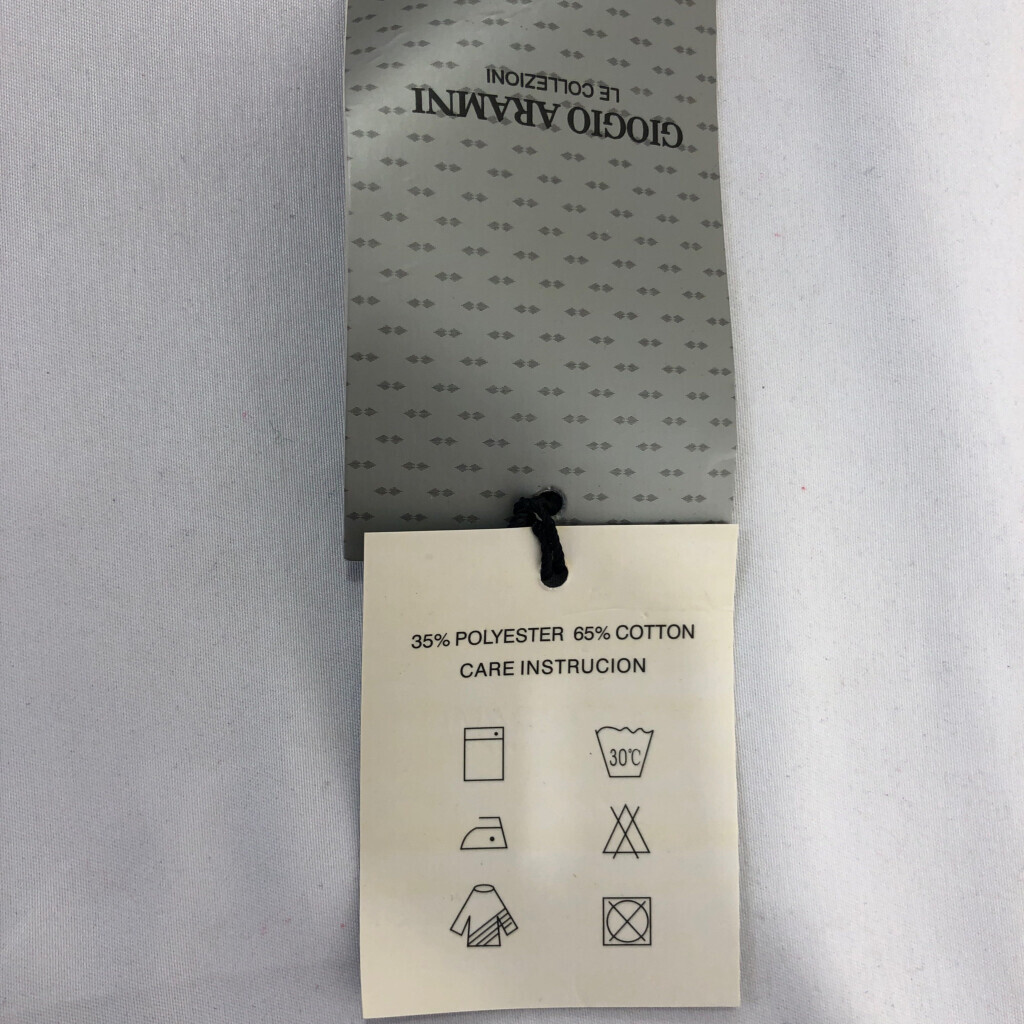 GIOGIO ARAMNI
LE COLLEZIONI
35% POLYESTER 65% COTTON
CARE INSTRUCION
30°C